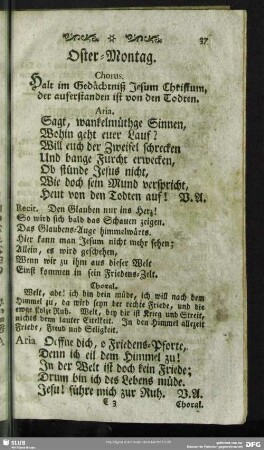 37
Oster-Montag.
Chorus.
Halt im Gedächtniß Jesum Christum,
der auferstanden ist von den Todten.
Aria.
Sagt, wankelmüthge Sinnen,
Wohin geht euer Lauf?
Will euch der Zweifel schrecken
Und bange Furcht erwecken,
Ob stünde Jesus nicht,
Wie doch sein Mund verspricht,
Heut von den Todten auf! V. A.
Recit. Den Glauben nur ins Herz!
So wird sich bald das Schauen zeigen.
Das Glaubens-Auge himmelwärts.
Hier kann man Jesum nicht mehr sehen;
Allein, es wird geschehen,
Wenn wir zu ihm aus dieser Welt
Einst kommen in sein Friedens-Zelt.
Choral.
Welt, ade! ich bin dein müde, ich will nach dem
Himmel zu, da wird seyn der rechte Friede, und die
ewge stolze Ruh. Welt, bey dir ist Krieg und Streit,
nichts denn lauter Eitelkeit. In dem Himmel allezeit
Friede, Freud und Seligkeit.
Aria Oeffne dich, o Friedens-Pforte,
Denn ich eil dem Himmel zu!
In der Welt ist doch kein Friede;
Drum bin ich des Lebens müde.
Jesu! führe mich zur Ruh. V. A.
C 3 Choral.
SLUB